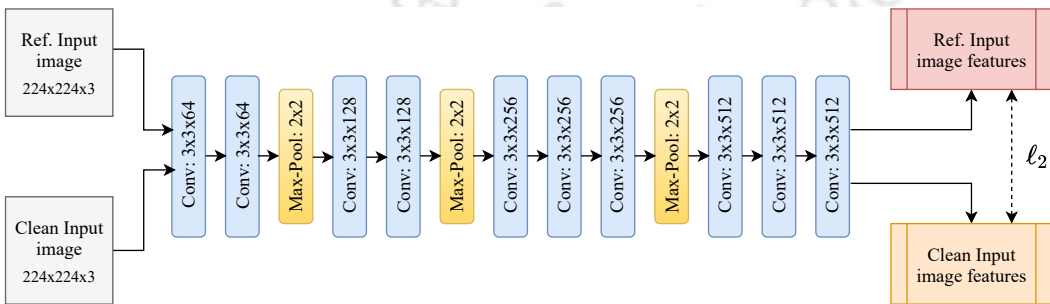 Ref. Input
image
224x224x3
Clean Input
image
224x224x3
Conv: 3x3x64
Conv: 3x3x64
Max-Pool: 2x2
Conv: 3x3x128
Conv: 3x3x128
Max-Pool: 2x2
Conv: 3x3x256
Conv: 3x3x256
Conv: 3x3x256
Max-Pool: 2x2
Conv: 3x3x512
Conv: 3x3x512
Conv: 3x3x512
Ref. Input
image features
ℓ₂
Clean Input
image features